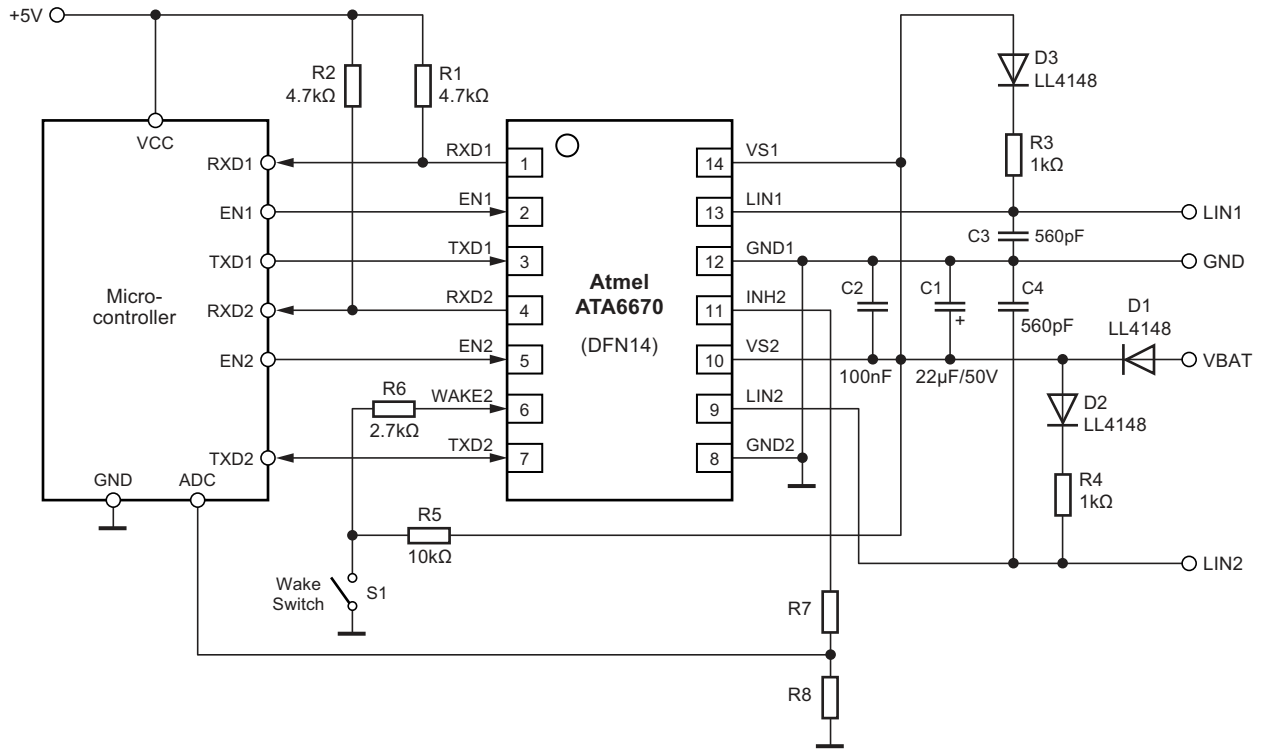 +5V
R2
4.7kΩ
R1
4.7kΩ
D3
LL4148
R3
1kΩ
VCC
RXD1
EN1
TXD1
RXD2
EN2
TXD2
GND
ADC
Micro-
controller
RXD1
EN1
TXD1
RXD2
EN2
WAKE2
TXD2
R6
2.7kΩ
1
2
3
4
5
6
7
Atmel
ATA6670
(DFN14)
14
13
12
11
10
9
8
VS1
LIN1
GND1
INH2
VS2
LIN2
GND2
C3
560pF
C2
100nF
C1
+
22µF/50V
C4
560pF
D1
LL4148
D2
LL4148
R4
1kΩ
LIN1
GND
VBAT
LIN2
R5
10kΩ
Wake
Switch
S1
R7
R8